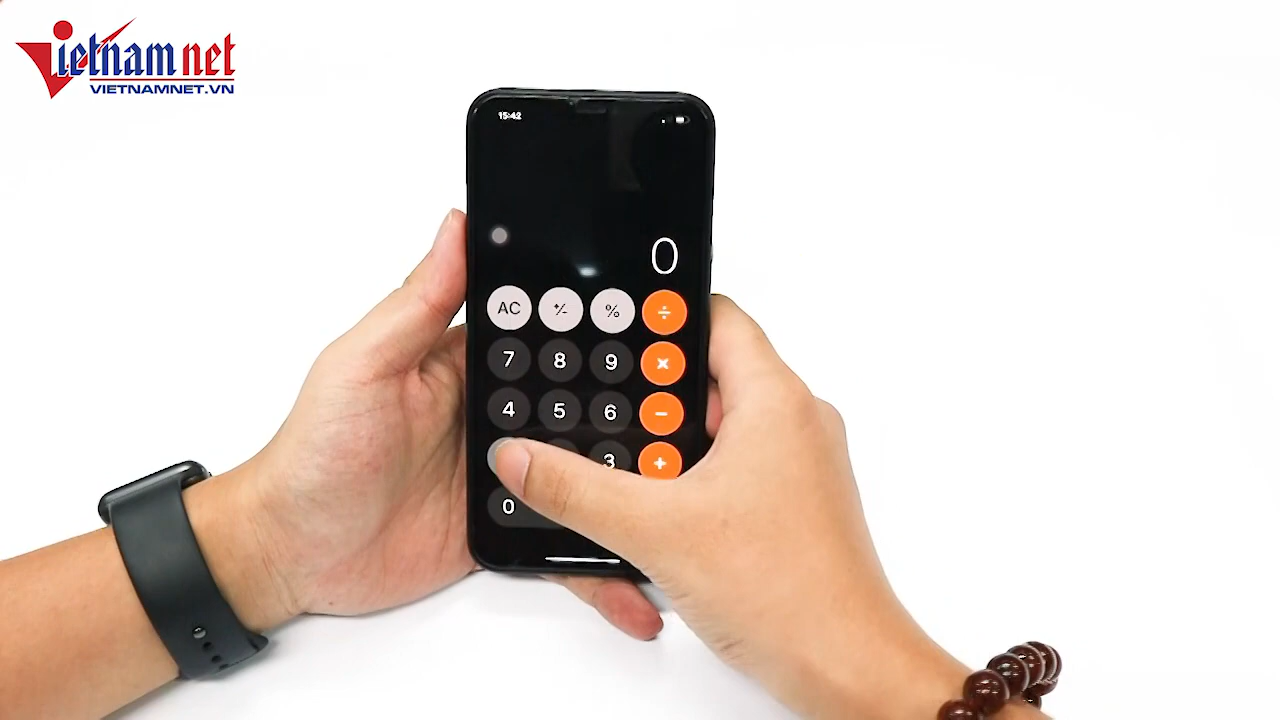 Vietnamnet
VIETNAMNET.VN
15:42
0
AC +/- % ÷
7 8 9 ×
4 5 6 −
3 +
0